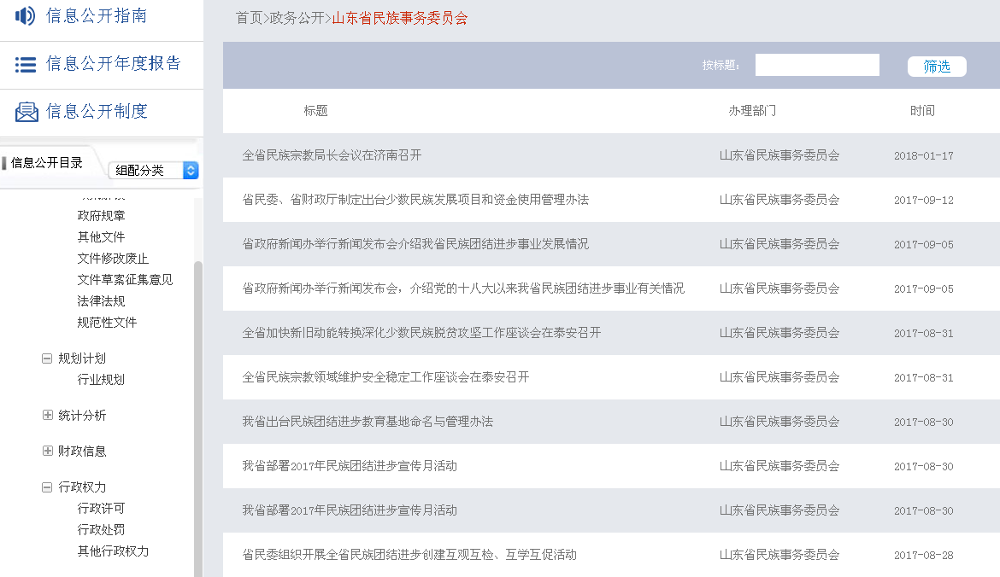 信息公开指南
信息公开年度报告
信息公开制度
信息公开目录
组配分类
政府规章
其他文件
文件修改废止
文件草案征集意见
法律法规
规范性文件
规划计划
行业规划
统计分析
财政信息
行政权力
行政许可
行政处罚
其他行政权力
首页>政务公开>山东省民族事务委员会
按标题： 筛选
标题 办理部门 时间
全省民族宗教局长会议在济南召开 山东省民族事务委员会 2018-01-17
省民委、省财政厅制定出台少数民族发展项目和资金使用管理办法 山东省民族事务委员会 2017-09-12
省政府新闻办举行新闻发布会介绍我省民族团结进步事业发展情况 山东省民族事务委员会 2017-09-05
省政府新闻办举行新闻发布会，介绍党的十八大以来我省民族团结进步事业有关情况 山东省民族事务委员会 2017-09-05
全省加快新旧动能转换深化少数民族脱贫攻坚工作座谈会在泰安召开 山东省民族事务委员会 2017-08-31
全省民族宗教领域维护安全稳定工作座谈会在泰安召开 山东省民族事务委员会 2017-08-31
我省出台民族团结进步教育基地命名与管理办法 山东省民族事务委员会 2017-08-30
我省部署2017年民族团结进步宣传月活动 山东省民族事务委员会 2017-08-30
我省部署2017年民族团结进步宣传月活动 山东省民族事务委员会 2017-08-30
省民委组织开展全省民族团结进步创建互观互检、互学互促活动 山东省民族事务委员会 2017-08-28